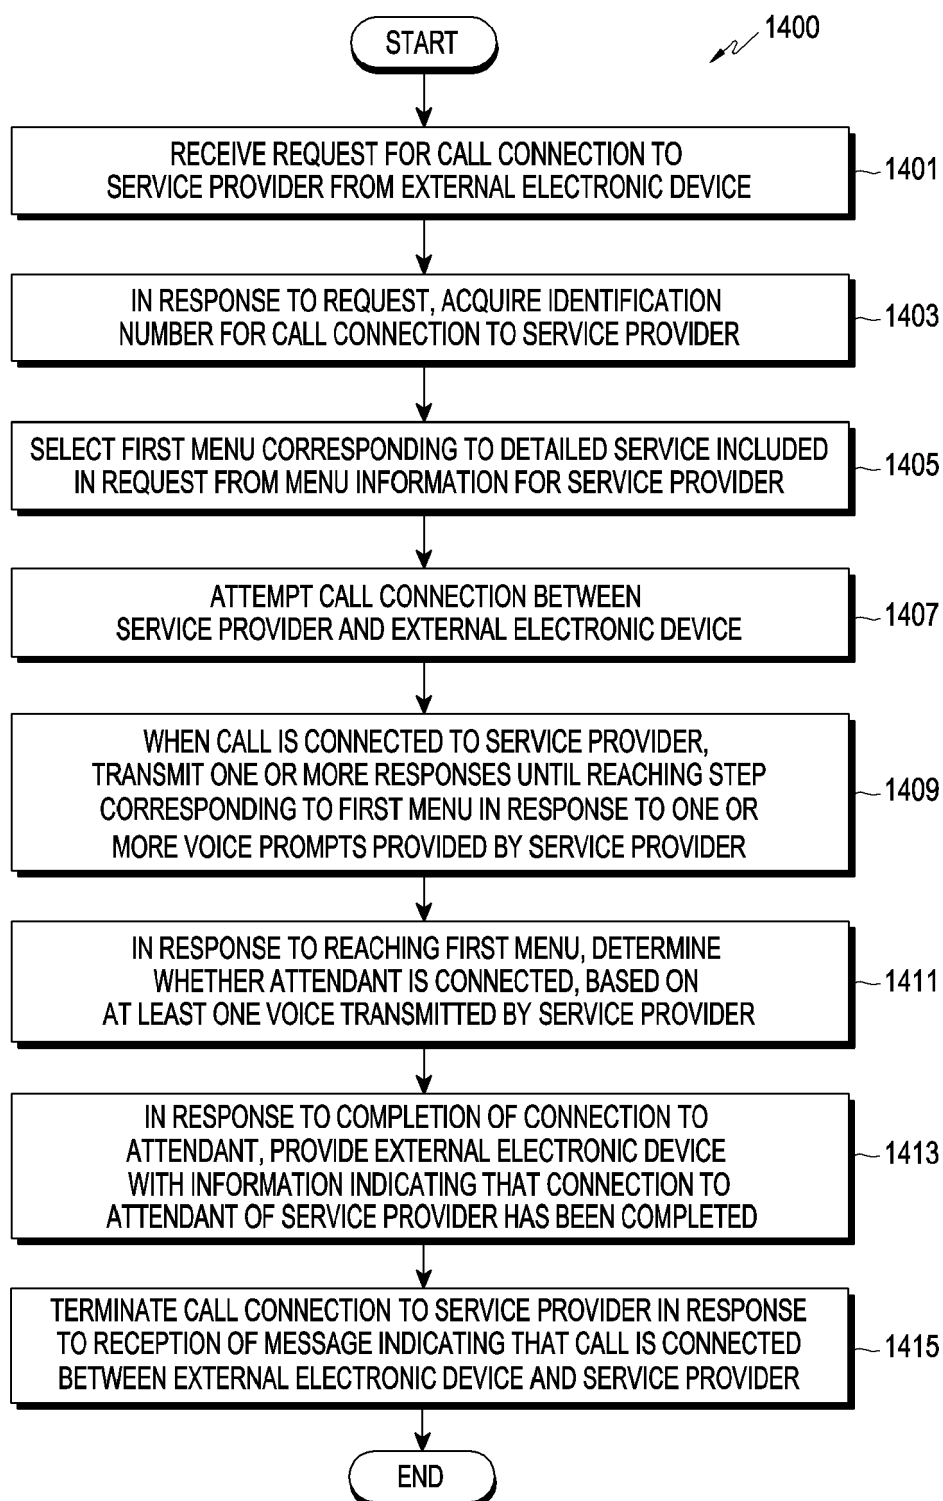 1400
START
RECEIVE REQUEST FOR CALL CONNECTION TO
SERVICE PROVIDER FROM EXTERNAL ELECTRONIC DEVICE
1401
IN RESPONSE TO REQUEST, ACQUIRE IDENTIFICATION
NUMBER FOR CALL CONNECTION TO SERVICE PROVIDER
1403
SELECT FIRST MENU CORRESPONDING TO DETAILED SERVICE INCLUDED
IN REQUEST FROM MENU INFORMATION FOR SERVICE PROVIDER
1405
ATTEMPT CALL CONNECTION BETWEEN
SERVICE PROVIDER AND EXTERNAL ELECTRONIC DEVICE
1407
WHEN CALL IS CONNECTED TO SERVICE PROVIDER,
TRANSMIT ONE OR MORE RESPONSES UNTIL REACHING STEP
CORRESPONDING TO FIRST MENU IN RESPONSE TO ONE OR
MORE VOICE PROMPTS PROVIDED BY SERVICE PROVIDER
1409
IN RESPONSE TO REACHING FIRST MENU, DETERMINE
WHETHER ATTENDANT IS CONNECTED, BASED ON
AT LEAST ONE VOICE TRANSMITTED BY SERVICE PROVIDER
1411
IN RESPONSE TO COMPLETION OF CONNECTION TO
ATTENDANT, PROVIDE EXTERNAL ELECTRONIC DEVICE
WITH INFORMATION INDICATING THAT CONNECTION TO
ATTENDANT OF SERVICE PROVIDER HAS BEEN COMPLETED
1413
TERMINATE CALL CONNECTION TO SERVICE PROVIDER IN RESPONSE
TO RECEPTION OF MESSAGE INDICATING THAT CALL IS CONNECTED
BETWEEN EXTERNAL ELECTRONIC DEVICE AND SERVICE PROVIDER
1415
END